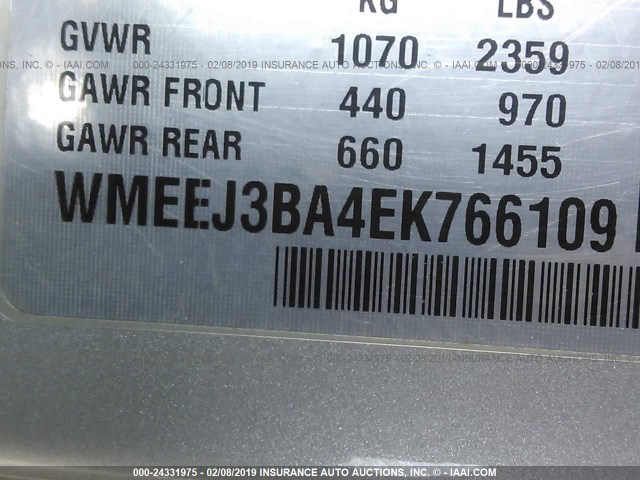 KG LBS
GVWR 1070 2359
GAWR FRONT 440 970
GAWR REAR 660 1455
WMEEJ3BA4EK766109
000-24331975 - 02/08/2019 INSURANCE AUTO AUCTIONS, INC. - © - IAAI.COM